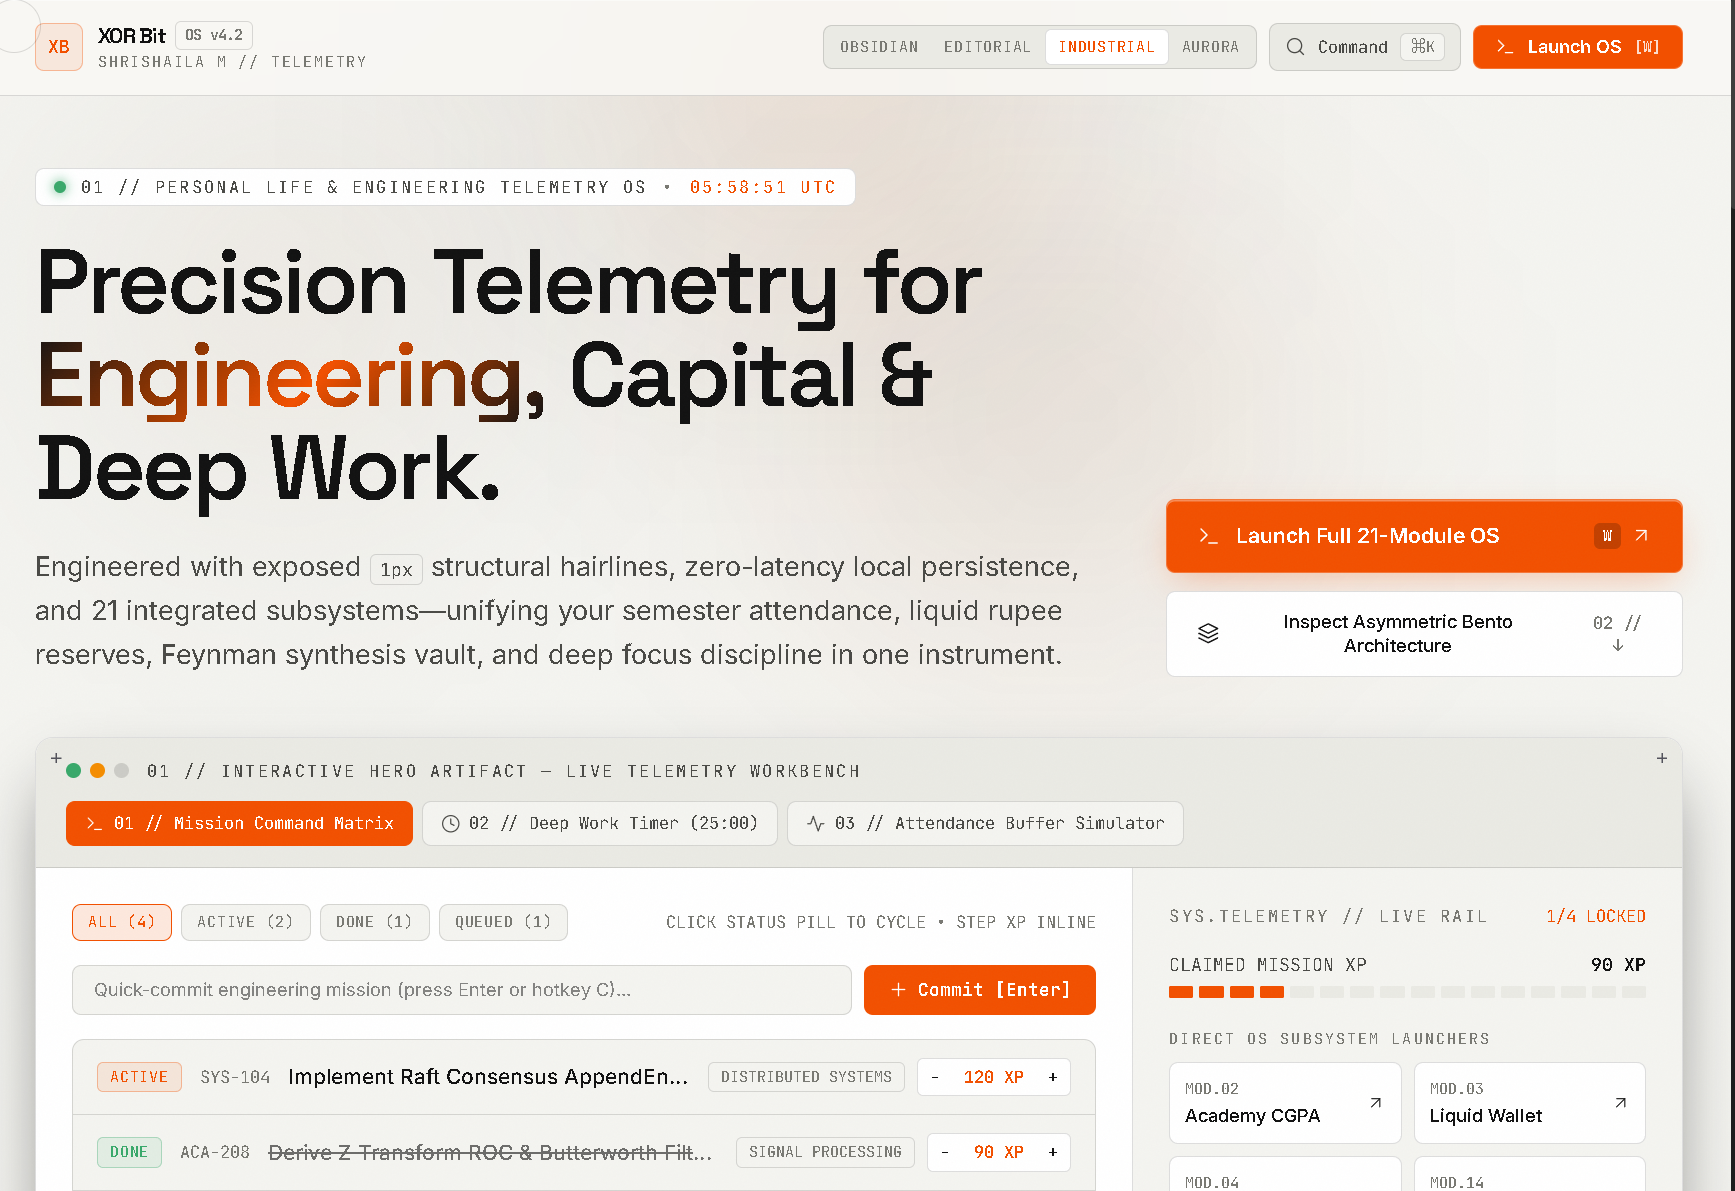 XB
XOR Bit OS v4.2
SHRISHAILA M // TELEMETRY
OBSIDIAN EDITORIAL INDUSTRIAL AURORA
Command ⌘K
>_ Launch OS [W]
01 // PERSONAL LIFE & ENGINEERING TELEMETRY OS • 05:58:51 UTC
Precision Telemetry for
Engineering, Capital &
Deep Work.
Engineered with exposed 1px structural hairlines, zero-latency local persistence,
and 21 integrated subsystems—unifying your semester attendance, liquid rupee
reserves, Feynman synthesis vault, and deep focus discipline in one instrument.
>_ Launch Full 21-Module OS W ↗
Inspect Asymmetric Bento
Architecture
02 //
↓
01 // INTERACTIVE HERO ARTIFACT — LIVE TELEMETRY WORKBENCH
>_ 01 // Mission Command Matrix
02 // Deep Work Timer (25:00)
03 // Attendance Buffer Simulator
ALL (4) ACTIVE (2) DONE (1) QUEUED (1)
CLICK STATUS PILL TO CYCLE • STEP XP INLINE
Quick-commit engineering mission (press Enter or hotkey C)...
+ Commit [Enter]
ACTIVE SYS-104 Implement Raft Consensus AppendEn... DISTRIBUTED SYSTEMS - 120 XP +
DONE ACA-208 Derive Z-Transform ROC & Butterworth Filt... SIGNAL PROCESSING - 90 XP +
SYS.TELEMETRY // LIVE RAIL 1/4 LOCKED
CLAIMED MISSION XP 90 XP
DIRECT OS SUBSYSTEM LAUNCHERS
MOD.02
Academy CGPA ↗
MOD.03
Liquid Wallet ↗
MOD.04
MOD.14